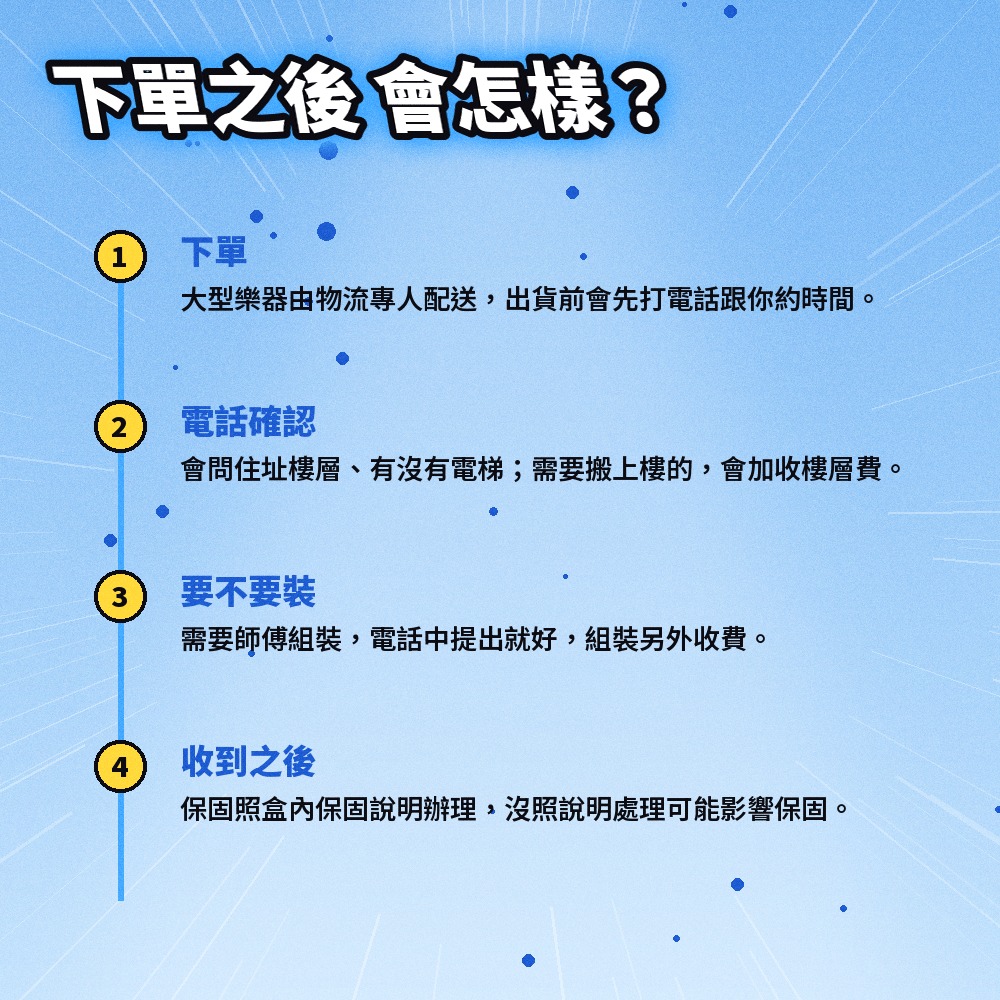 下單之後 會怎樣？
1 下單
大型樂器由物流專人配送，出貨前會先打電話跟你約時間。
2 電話確認
會問住址樓層、有沒有電梯；需要搬上樓的，會加收樓層費。
3 要不要裝
需要師傅組裝，電話中提出就好，組裝另外收費。
4 收到之後
保固照盒內保固說明辦理，沒照說明處理可能影響保固。